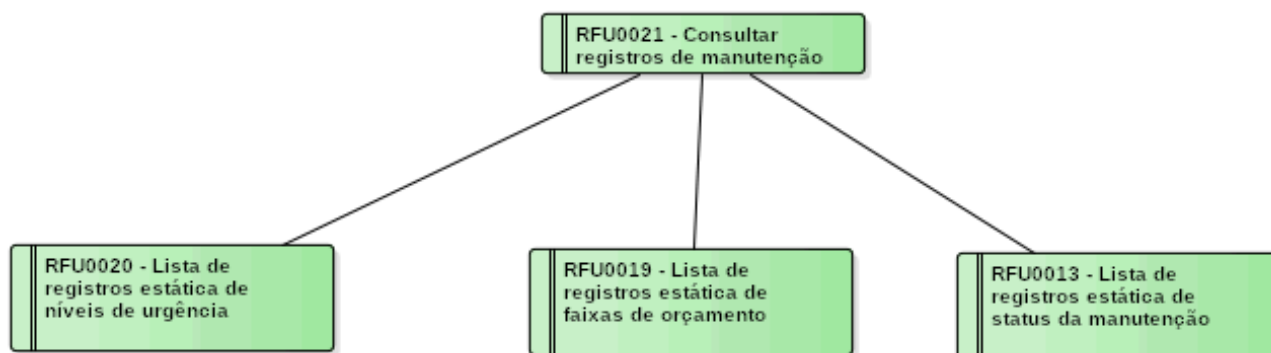 RFU0021 - Consultar
registros de manutenção
RFU0020 - Lista de
registros estática de
níveis de urgência
RFU0019 - Lista de
registros estática de
faixas de orçamento
RFU0013 - Lista de
registros estática de
status da manutenção